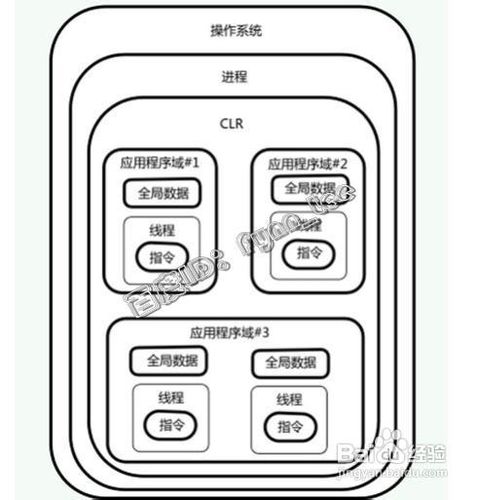 操作系统
进程
CLR
应用程序域#1
应用程序域#2
全局数据
全局数据
线程
线程
指令
指令
百度ID:
应用程序域#3
全局数据
全局数据
线程
线程
指令
指令
Baidu经验
jingyan.baidu.com